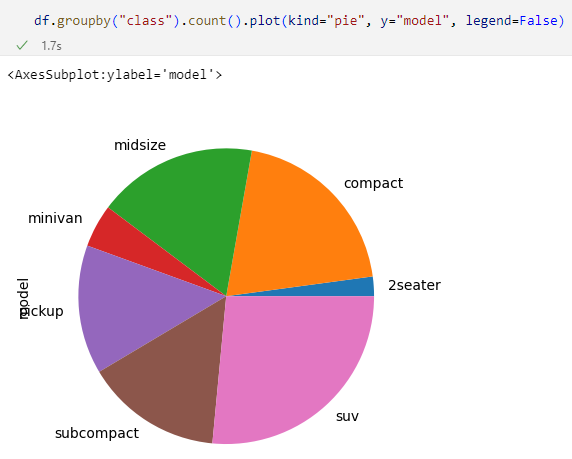 df.groupby("class").count().plot(kind="pie", y="model", legend=False)
1.7s
<AxesSubplot:ylabel='model'>
midsize
compact
minivan
2seater
model
pickup
suv
subcompact